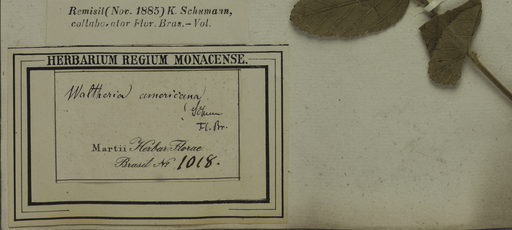 Remisit (Nov. 1885) K. Schumann,
collaborator Flor. Bras.-Vol.
HERBARIUM REGIUM MONACENSE.
Waltheria americana
Fl. Br.
Martii Herbar. Florae
Brasil No 1018.